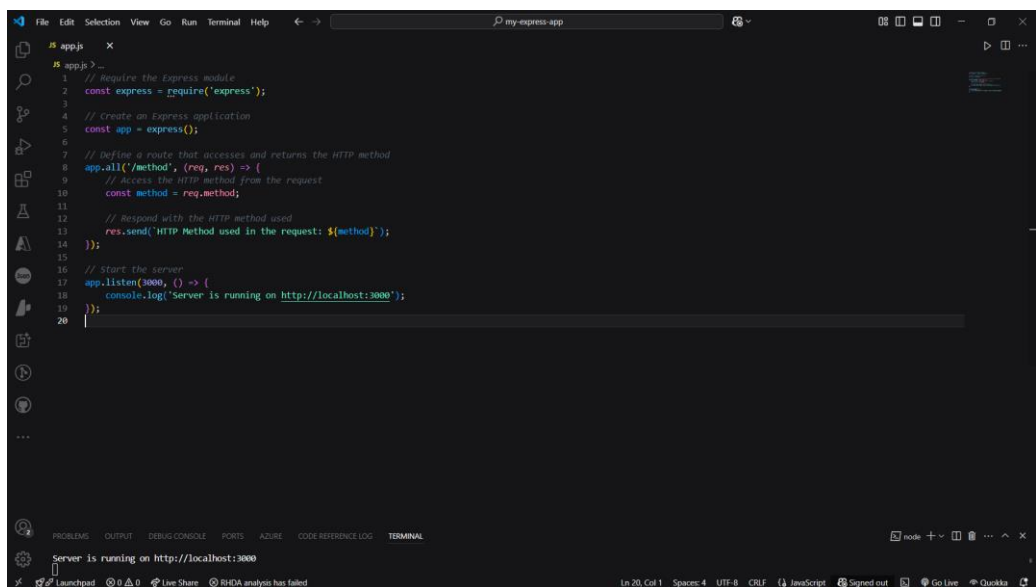 File Edit Selection View Go Run Terminal Help
my-express-app
JS app.js
JS app.js > ...
1 // Require the Express module
2 const express = require('express');
3
4 // Create an Express application
5 const app = express();
6
7 // Define a route that accesses and returns the HTTP method
8 app.all('/method', (req, res) => {
9 // Access the HTTP method from the request
10 const method = req.method;
11
12 // Respond with the HTTP method used
13 res.send(`HTTP Method used in the request: ${method}`);
14 });
15
16 // Start the server
17 app.listen(3000, () => {
18 console.log('Server is running on http://localhost:3000');
19 });
20
PROBLEMS OUTPUT DEBUG CONSOLE PORTS AZURE CODE REFERENCE LOG TERMINAL
node
Server is running on http://localhost:3000
Launchpad 0 0 0 Live Share RHDA analysis has failed
Ln 20, Col 1 Spaces: 4 UTF-8 CRLF {} JavaScript Signed out Go Live Quokka